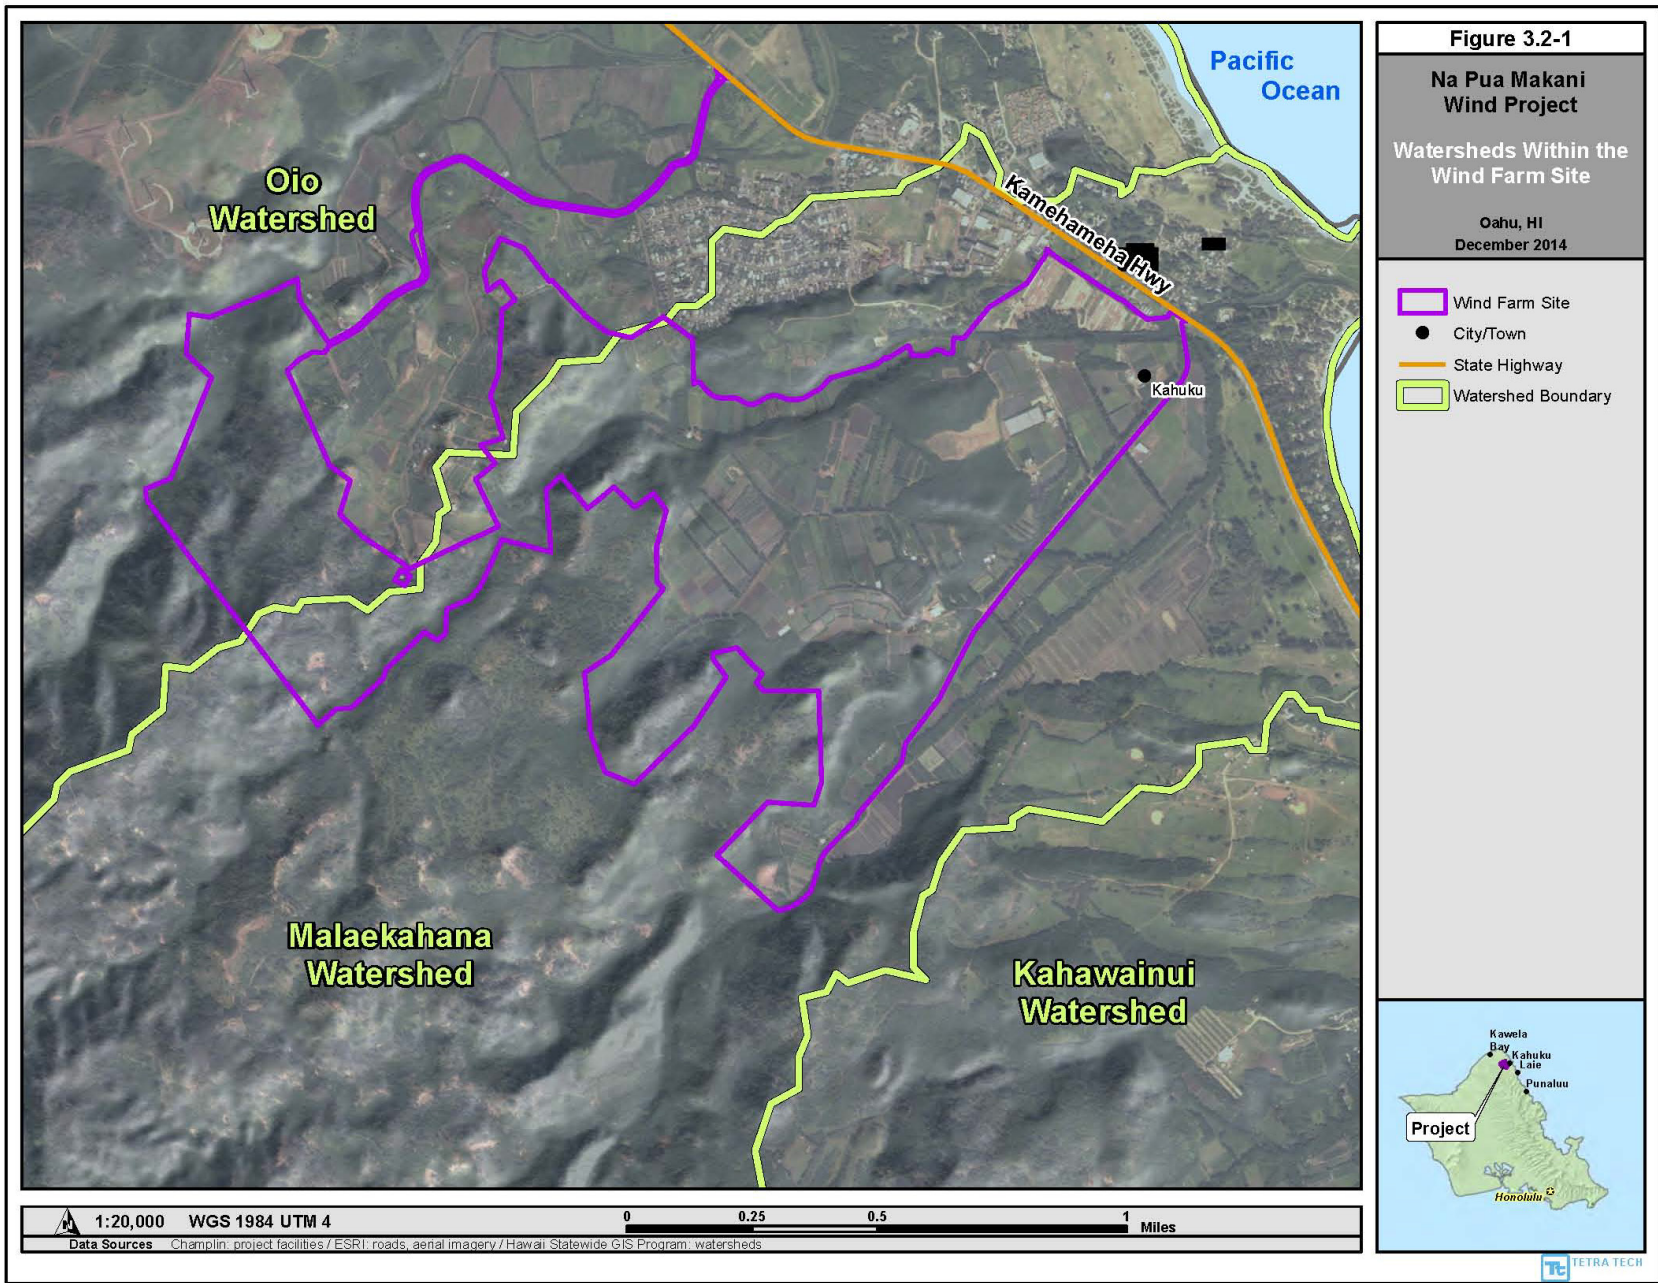 Figure 3.2-1
Na Pua Makani
Wind Project
Watersheds Within the
Wind Farm Site
Oahu, HI
December 2014
Wind Farm Site
City/Town
State Highway
Watershed Boundary
Pacific
Ocean
Oio
Watershed
Kamehameha Hwy
Kahuku
Malaekahana
Watershed
Kahawainui
Watershed
Kawela
Bay
Kahuku
Laie
Punaluu
Project
Honolulu
N
1:20,000 WGS 1984 UTM 4
0 0.25 0.5 1
Miles
Data Sources Champlin: project facilities / ESRI: roads, aerial imagery / Hawaii Statewide GIS Program: watersheds
Tt TETRA TECH